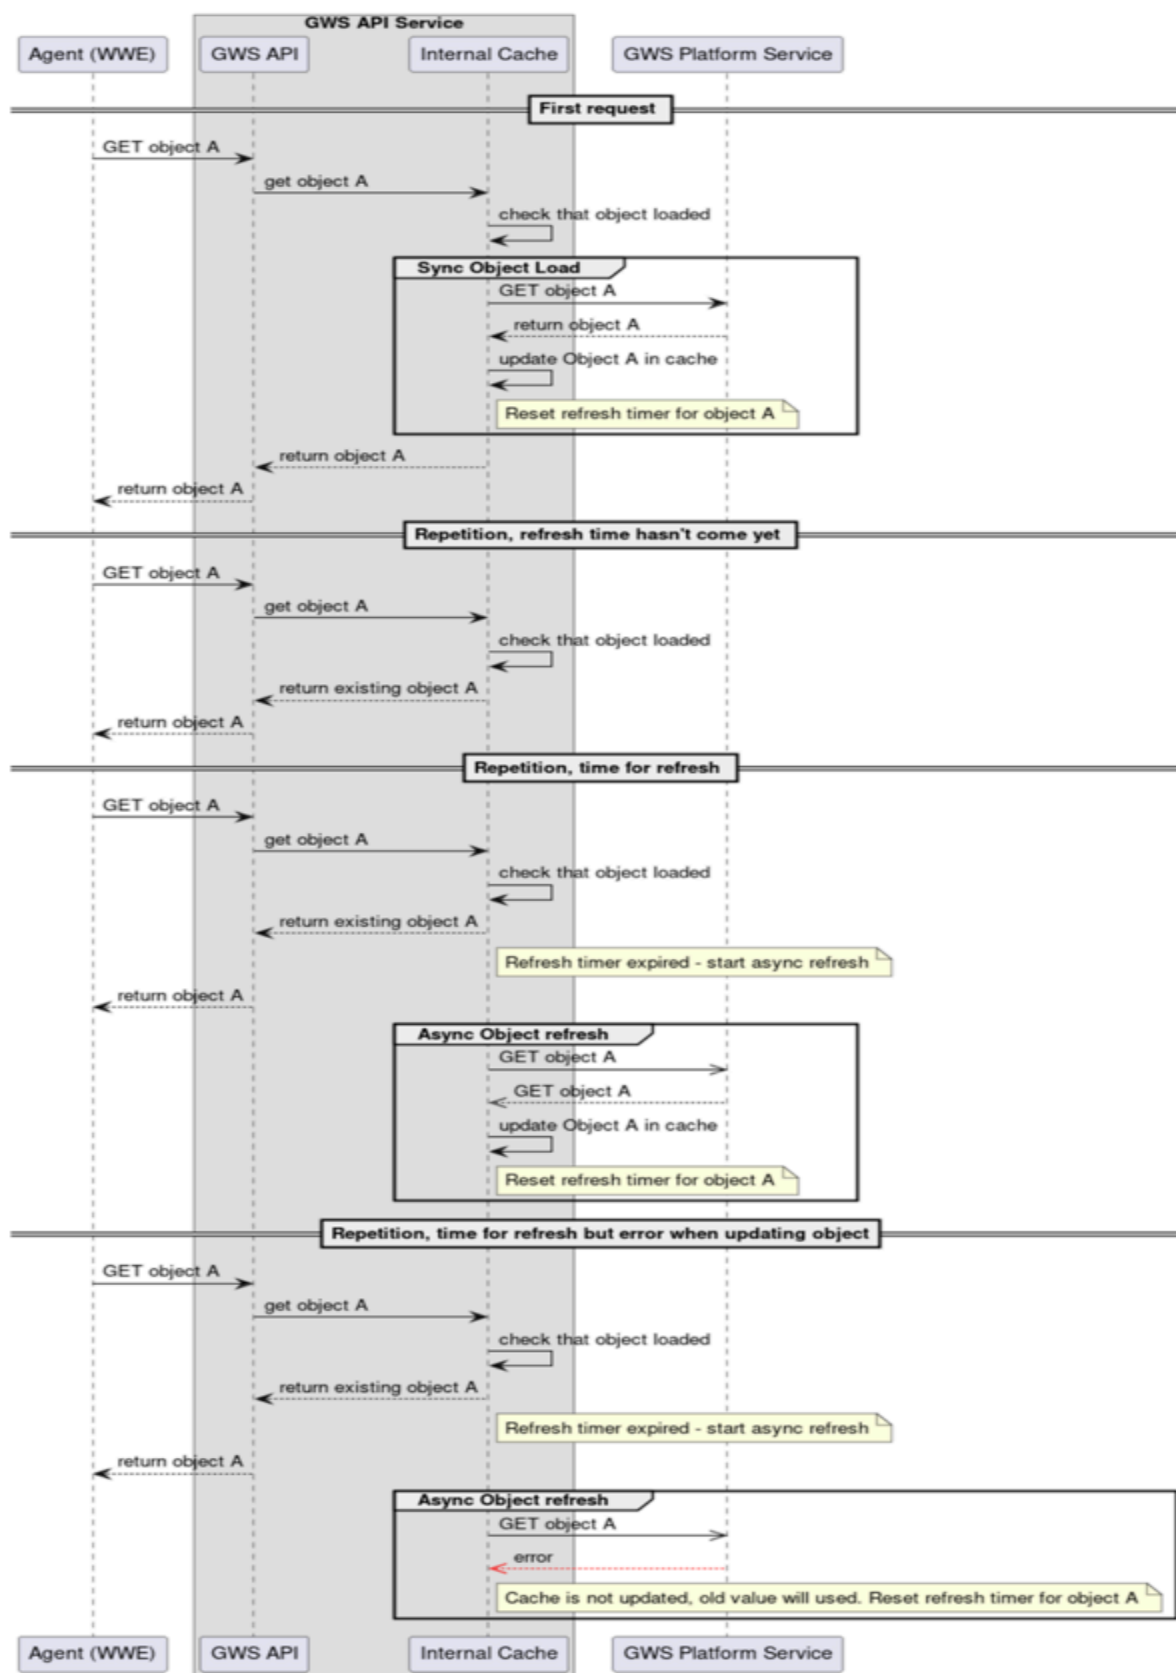 GWS API Service
Agent (WWE)
GWS API
Internal Cache
GWS Platform Service
First request
GET object A
get object A
check that object loaded
Sync Object Load
GET object A
return object A
update Object A in cache
Reset refresh timer for object A
return object A
return object A
Repetition, refresh time hasn't come yet
GET object A
get object A
check that object loaded
return existing object A
return object A
Repetition, time for refresh
GET object A
get object A
check that object loaded
return existing object A
Refresh timer expired - start async refresh
return object A
Async Object refresh
GET object A
GET object A
update Object A in cache
Reset refresh timer for object A
Repetition, time for refresh but error when updating object
GET object A
get object A
check that object loaded
return existing object A
Refresh timer expired - start async refresh
return object A
Async Object refresh
GET object A
error
Cache is not updated, old value will used. Reset refresh timer for object A
Agent (WWE)
GWS API
Internal Cache
GWS Platform Service